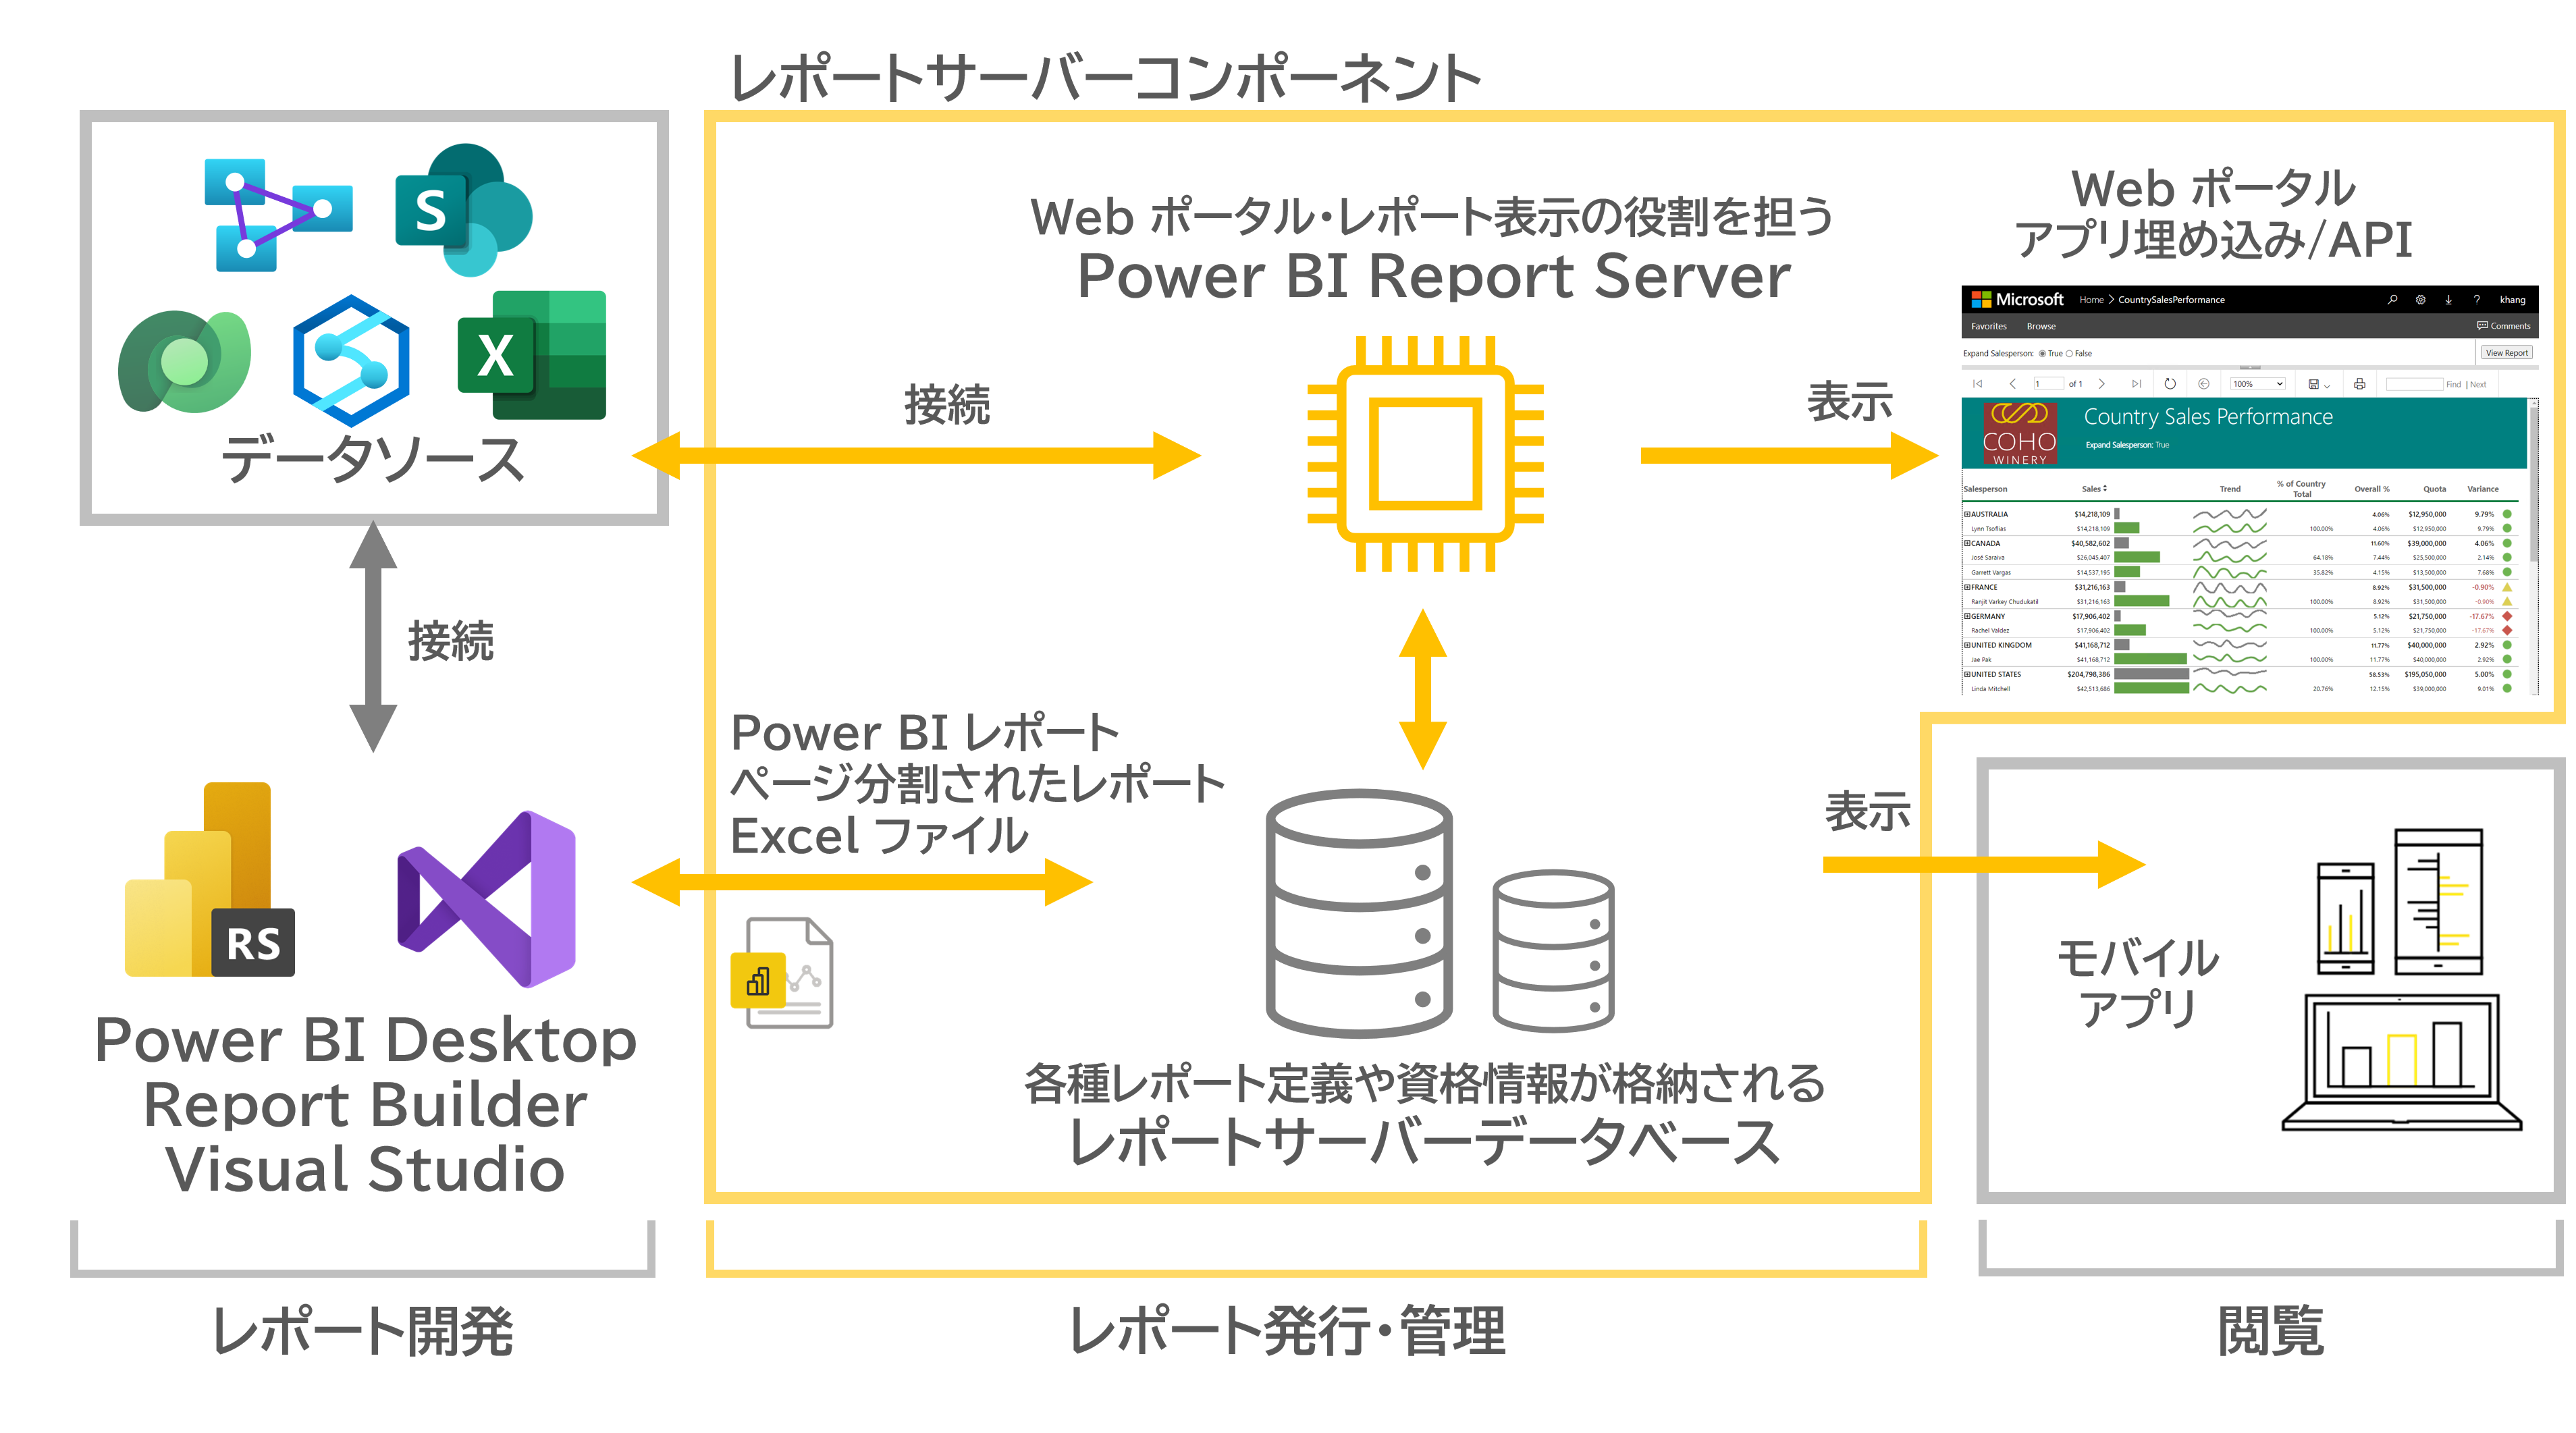 レポートサーバーコンポーネント
S
X
データソース
接続
Power BI Desktop
Report Builder
Visual Studio
RS
レポート開発
Web ポータル・レポート表示の役割を担う
Power BI Report Server
接続
表示
Power BI レポート
ページ分割されたレポート
Excel ファイル
各種レポート定義や資格情報が格納される
レポートサーバーデータベース
レポート発行・管理
Web ポータル
アプリ埋め込み/API
Microsoft Home > CountrySalesPerformance ? khang
Favorites Browse Comments
Expand Salesperson: True False View Report
1 of 1 100% Find | Next
COHO
WINERY
Country Sales Performance
Expand Salesperson: True
Salesperson Sales Trend % of Country Total Overall % Quota Variance
AUSTRALIA $14,218,109 4.06% $12,950,000 9.79%
Lynn Tsoflias $14,218,109 100.00% 4.06% $12,950,000 9.79%
CANADA $40,582,602 11.60% $39,000,000 4.06%
José Saraiva $26,045,407 64.18% 7.44% $25,500,000 2.14%
Garrett Vargas $14,537,195 35.82% 4.15% $13,500,000 7.68%
FRANCE $31,216,163 8.92% $31,500,000 -0.90%
Ranjit Varkey Chudukatil $31,216,163 100.00% 8.92% $31,500,000 -0.90%
GERMANY $17,906,402 5.12% $21,750,000 -17.67%
Rachel Valdez $17,906,402 100.00% 5.12% $21,750,000 -17.67%
UNITED KINGDOM $41,168,712 11.77% $40,000,000 2.92%
Jae Pak $41,168,712 100.00% 11.77% $40,000,000 2.92%
UNITED STATES $204,798,386 58.53% $195,050,000 5.00%
Linda Mitchell $42,513,686 20.76% 12.15% $39,000,000 9.01%
表示
モバイル
アプリ
閲覧